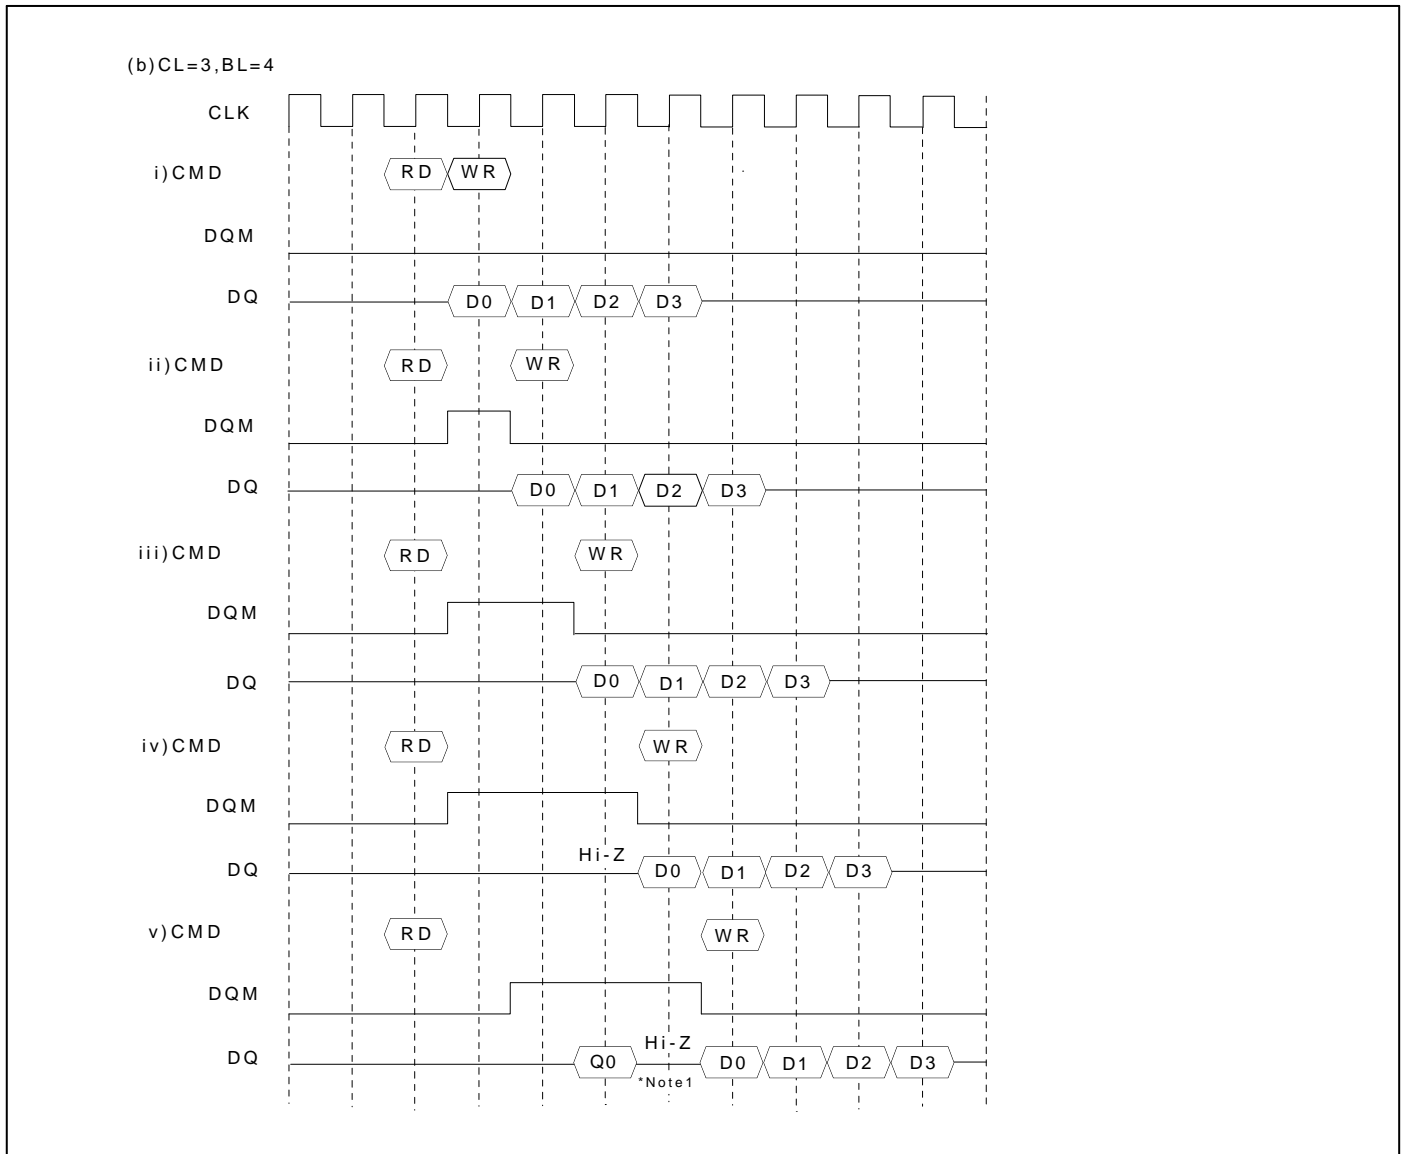 (b)CL=3,BL=4
CLK
i)CMD RD WR
DQM
DQ D0 D1 D2 D3
ii)CMD RD WR
DQM
DQ D0 D1 D2 D3
iii)CMD RD WR
DQM
DQ D0 D1 D2 D3
iv)CMD RD WR
DQM
Hi-Z
DQ D0 D1 D2 D3
v)CMD RD WR
DQM
Hi-Z
DQ Q0 D0 D1 D2 D3
*Note1